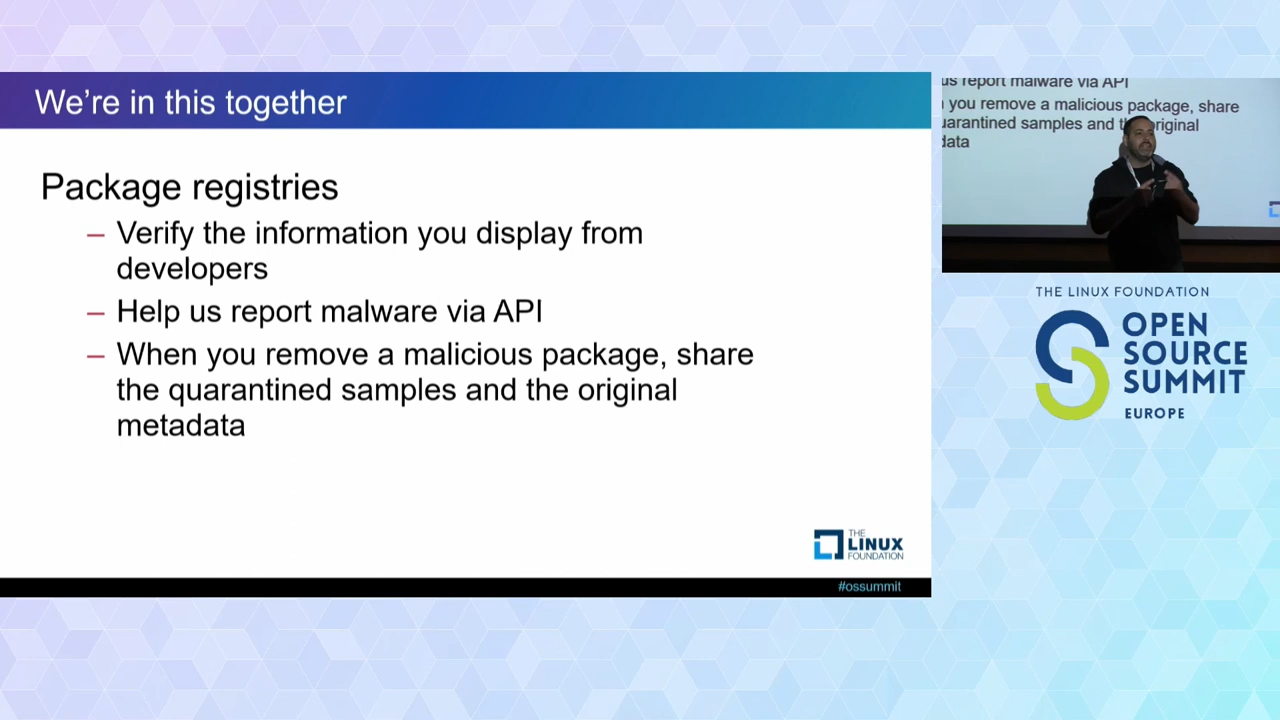 We're in this together
Package registries
– Verify the information you display from
developers
– Help us report malware via API
– When you remove a malicious package, share
the quarantined samples and the original
metadata
THE
LINUX
FOUNDATION
#ossummit
us report malware via API
you remove a malicious package, share
uarantined samples and th original
data
THE LINUX FOUNDATION
OPEN
SOURCE
SUMMIT
EUROPE